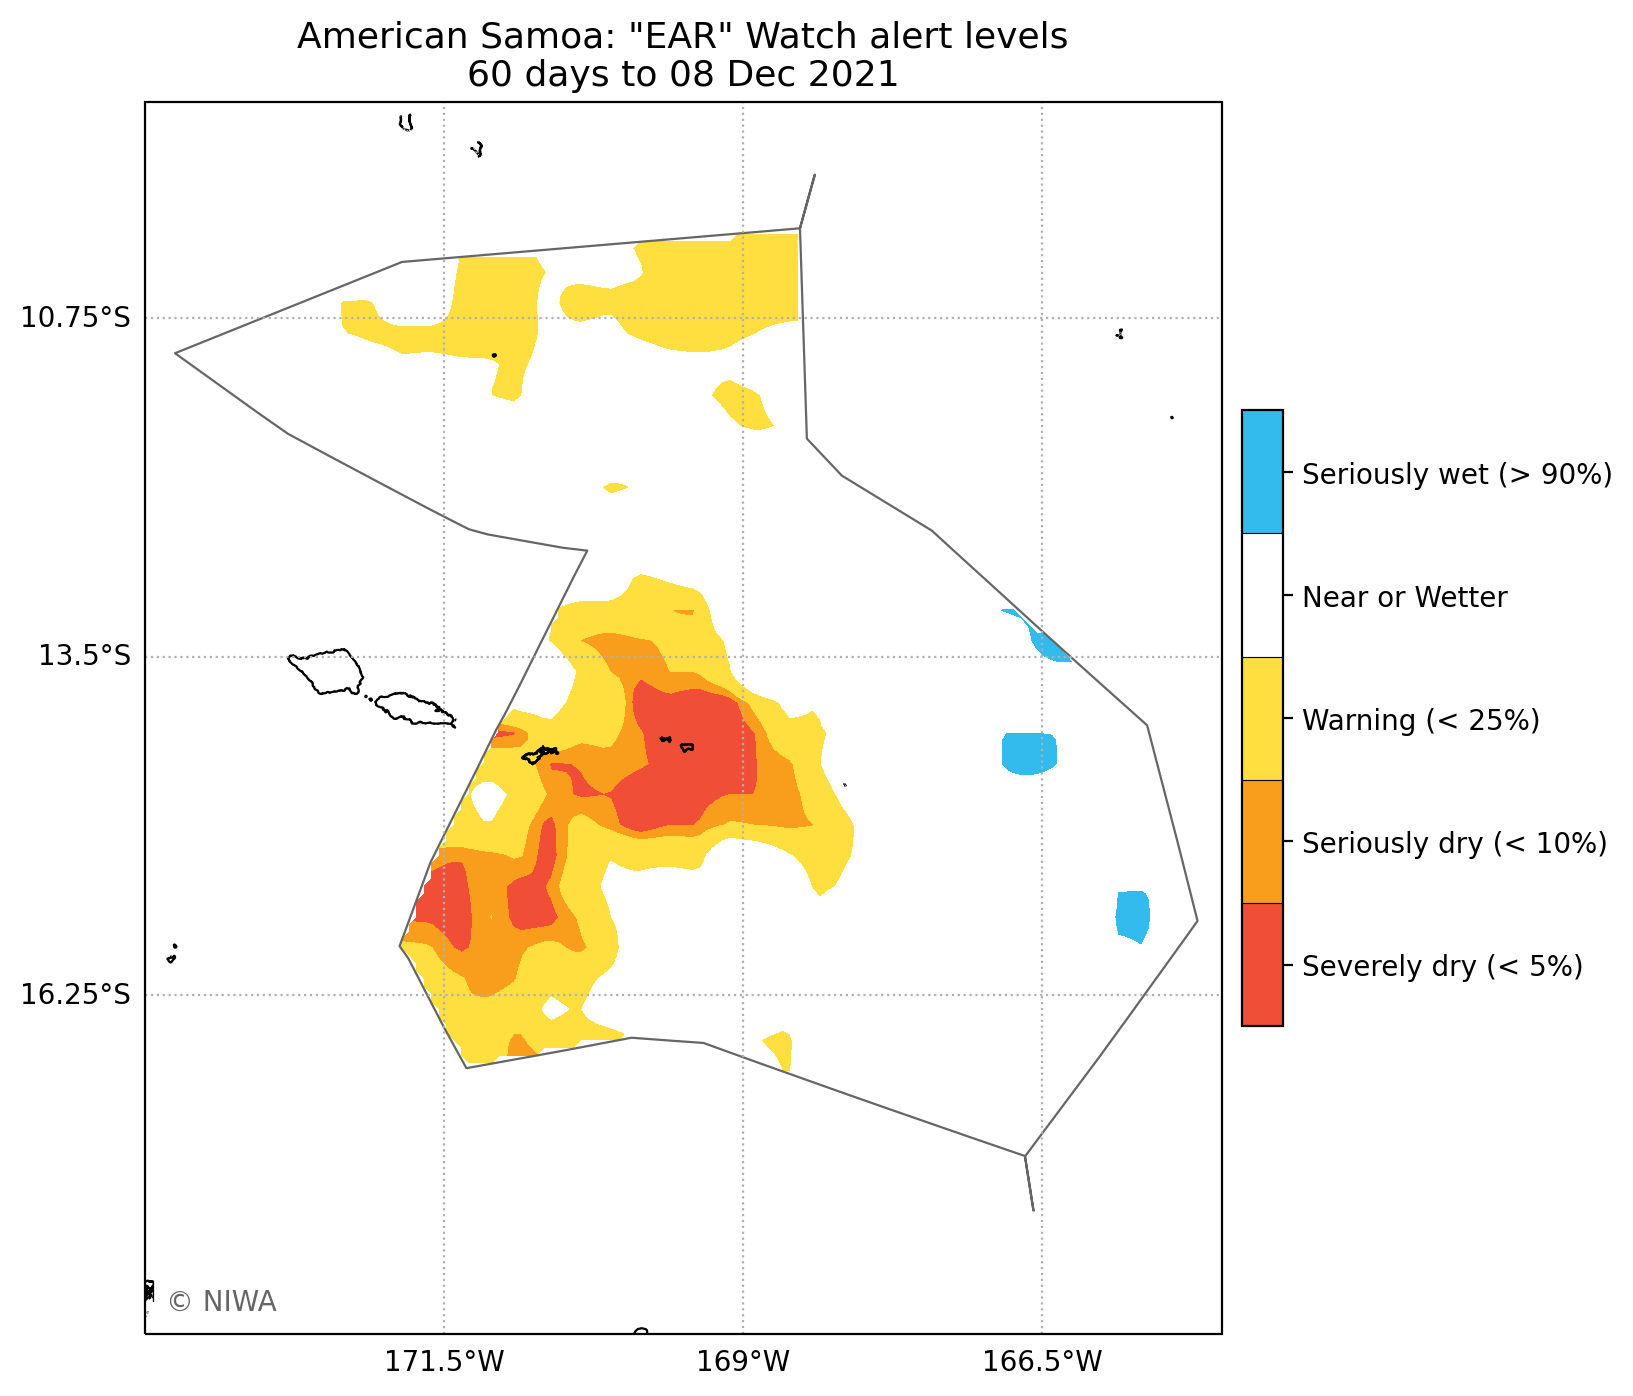 American Samoa: "EAR" Watch alert levels
60 days to 08 Dec 2021
10.75°S
13.5°S
16.25°S
171.5°W
169°W
166.5°W
Seriously wet (> 90%)
Near or Wetter
Warning (< 25%)
Seriously dry (< 10%)
Severely dry (< 5%)
© NIWA